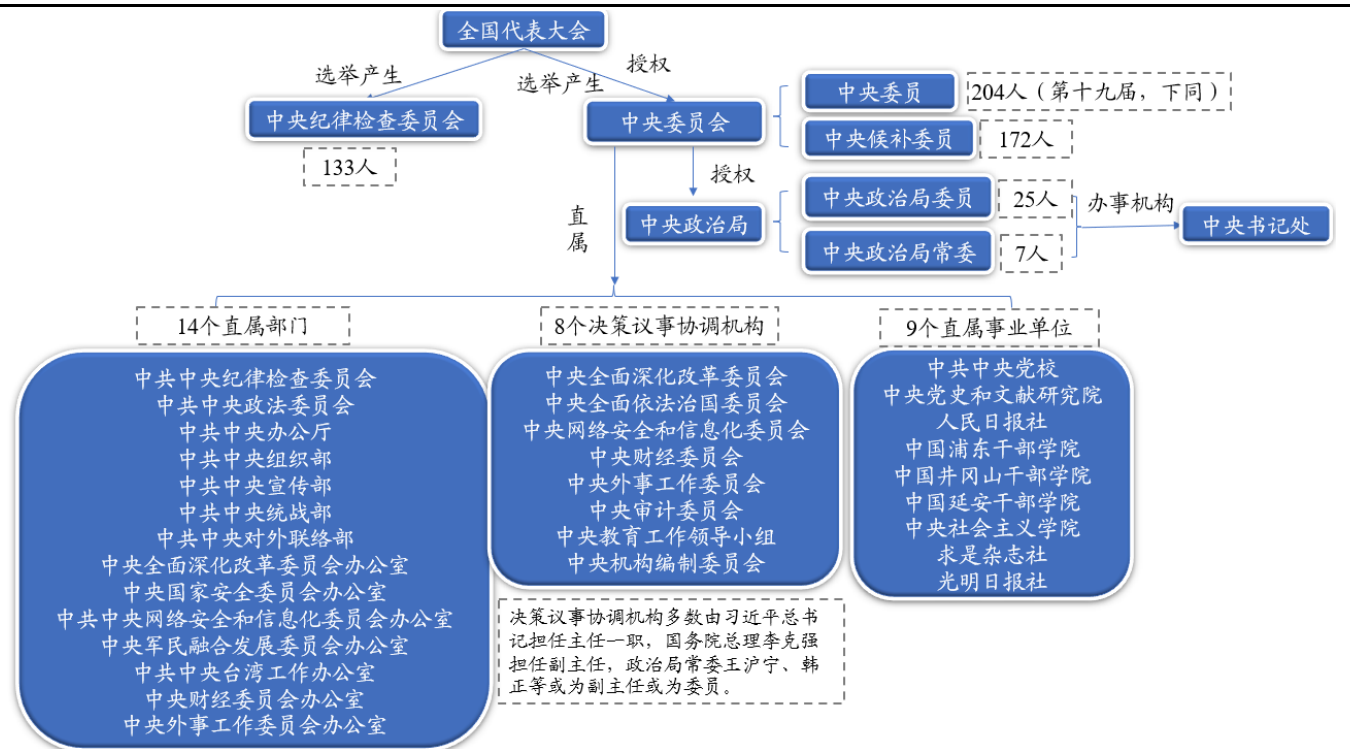 全国代表大会
选举产生
选举产生
授权
中央纪律检查委员会
133人
中央委员会
中央委员
204人（第十九届，下同）
中央候补委员
172人
授权
直属
中央政治局
中央政治局委员
25人
中央政治局常委
7人
办事机构
中央书记处
14个直属部门
中共中央纪律检查委员会
中共中央政法委员会
中共中央办公厅
中共中央组织部
中共中央宣传部
中共中央统战部
中共中央对外联络部
中央全面深化改革委员会办公室
中央国家安全委员会办公室
中共中央网络安全和信息化委员会办公室
中央军民融合发展委员会办公室
中共中央台湾工作办公室
中央财经委员会办公室
中央外事工作委员会办公室
8个决策议事协调机构
中央全面深化改革委员会
中央全面依法治国委员会
中央网络安全和信息化委员会
中央财经委员会
中央外事工作委员会
中央审计委员会
中央教育工作领导小组
中央机构编制委员会
决策议事协调机构多数由习近平总书
记担任主任一职，国务院总理李克强
担任副主任，政治局常委王沪宁、韩
正等或为副主任或为委员。
9个直属事业单位
中共中央党校
中央党史和文献研究院
人民日报社
中国浦东干部学院
中国井冈山干部学院
中国延安干部学院
中央社会主义学院
求是杂志社
光明日报社